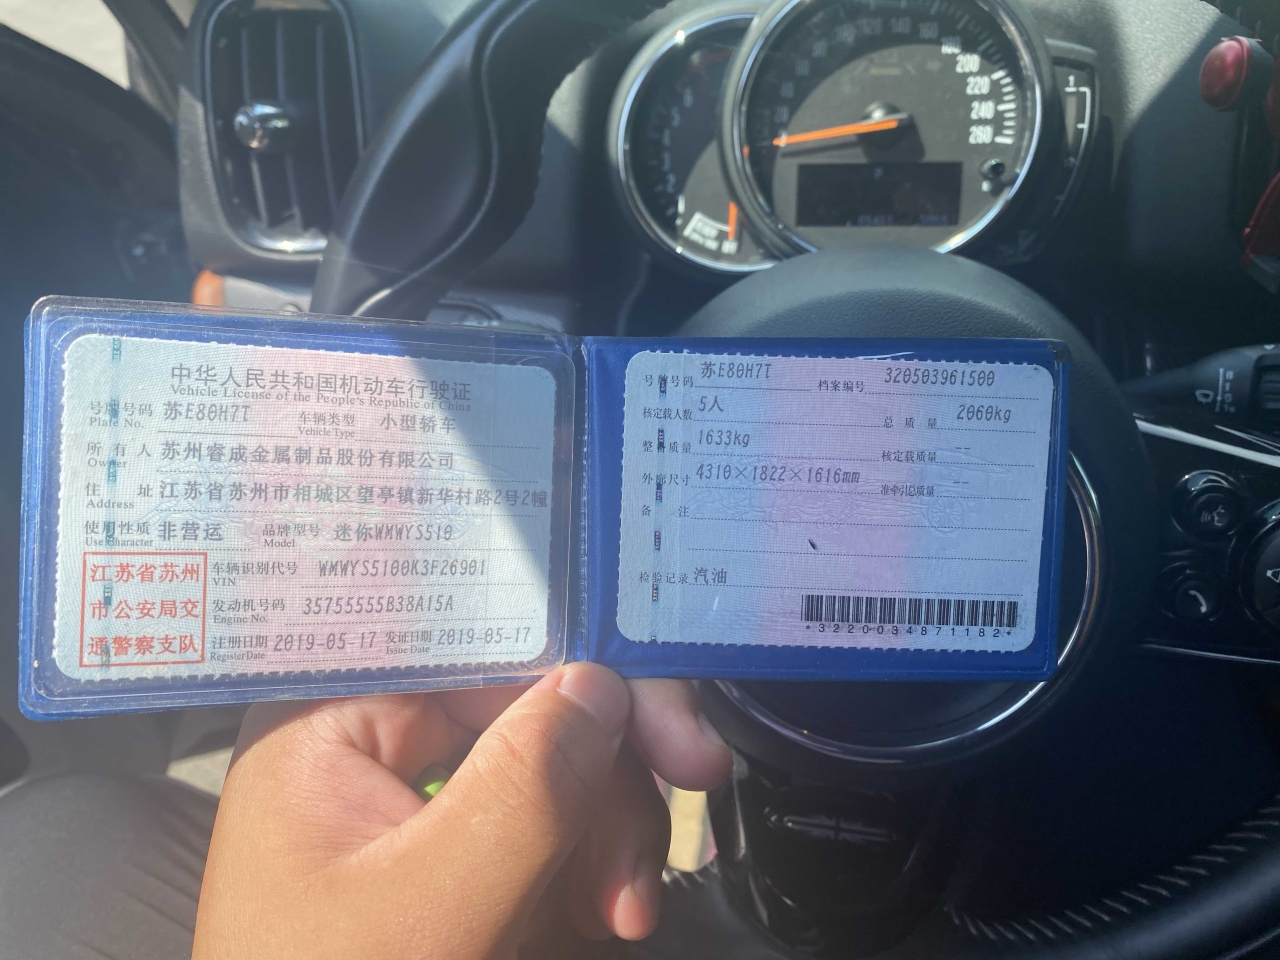 中华人民共和国机动车行驶证
Vehicle License of the People's Republic of China
号牌号码 苏E80H7T 车辆类型 小型轿车
Plate No. Vehicle Type
所有人 苏州睿成金属制品股份有限公司
Owner
住址 江苏省苏州市相城区望亭镇新华村路2号2幢
Address
使用性质 非营运 品牌型号 迷你WMWYS510
Use Character Model
江苏省苏州
市公安局交
通警察支队
车辆识别代号 WMWYS5100K3F26901
VIN
发动机号码 35755555B38A15A
Engine No.
注册日期 2019-05-17 发证日期 2019-05-17
Register Date Issue Date
号牌号码 苏E80H7T 档案编号 320503961500
核定载人数 5人 总质量 2060kg
整备质量 1633kg 核定载质量 --
外廓尺寸 4310×1822×1616mm 准牵引总质量 --
备注
检验记录 汽油
*3220034871182*
200
220
240
260